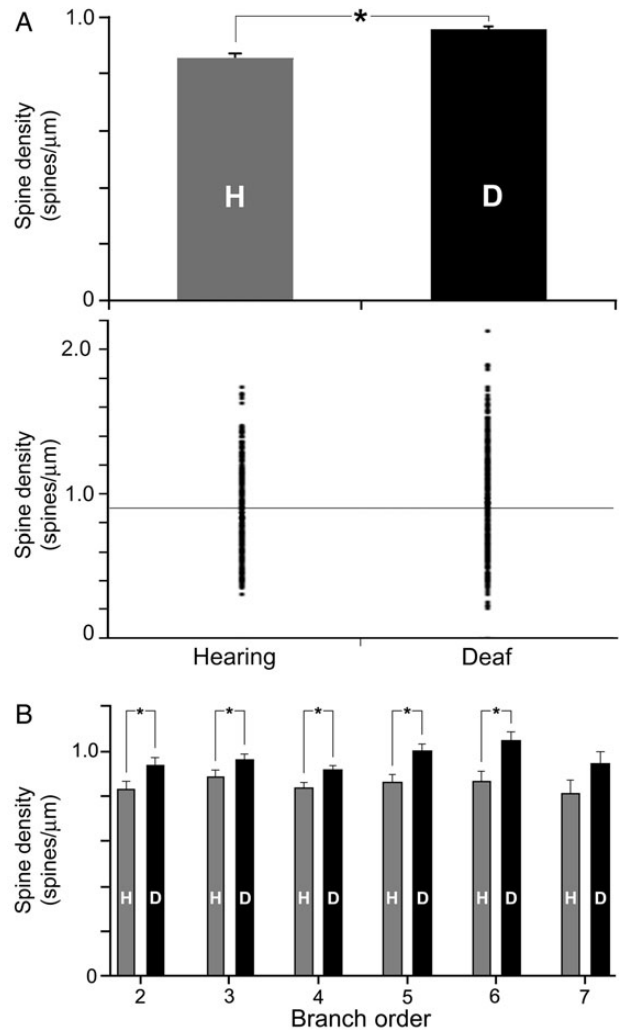 A
1.0
*
Spine density
(spines/μm)
H
D
0
2.0
Spine density
(spines/μm)
1.0
0
Hearing
Deaf
B
*
*
*
*
*
1.0
Spine density
(spines/μm)
H
D
H
D
H
D
H
D
H
D
H
D
0
2
3
4
5
6
7
Branch order